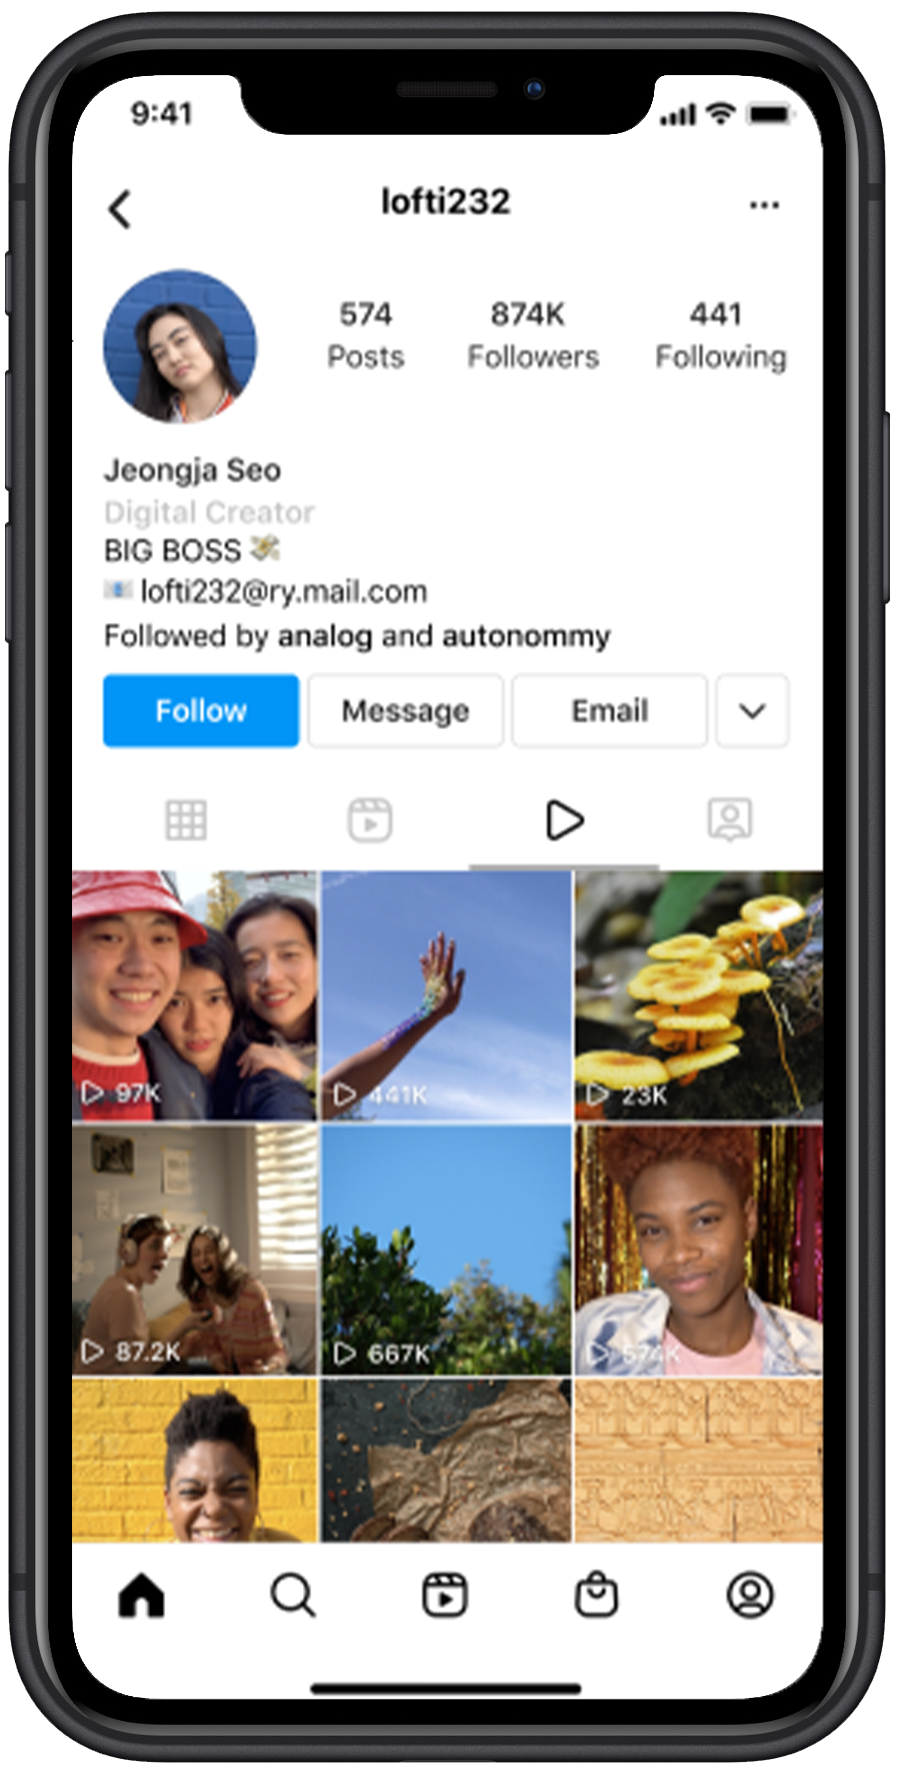 9:41
lofti232
574 874K 441
Posts Followers Following
Jeongja Seo
Digital Creator
BIG BOSS 💸
📧 lofti232@ry.mail.com
Followed by analog and autonommy
Follow Message Email
97K 441K 23K
87.2K 667K 574K